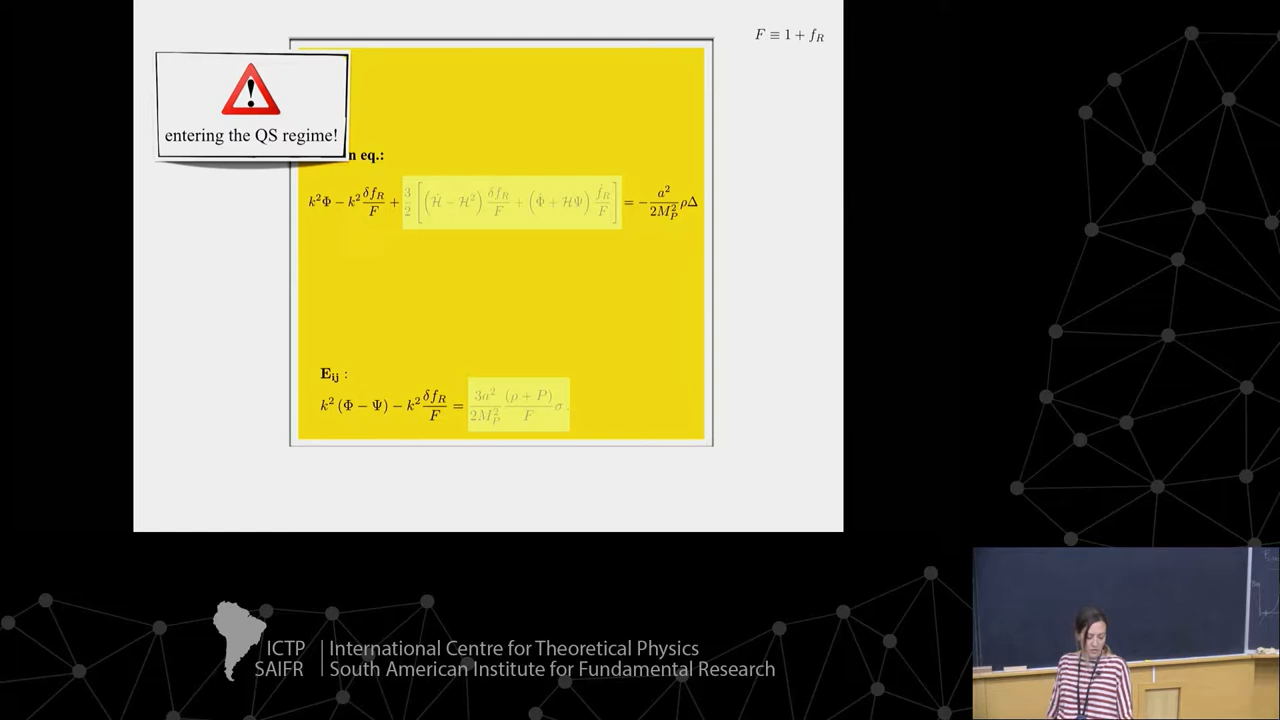 F ≡ 1 + f_R
entering the QS regime!
n eq.:
k²Φ − k² δf_R/F + 3/2 [ (Ḣ − H²) δf_R/F + (Φ̇ + HΨ) ḟ_R/F ] = − a²/2M_P² ρΔ
E_ij :
k² (Φ − Ψ) − k² δf_R/F = 3a²/2M_P² (ρ + P)/F σ .
ICTP
SAIFR
International Centre for Theoretical Physics
South American Institute for Fundamental Research